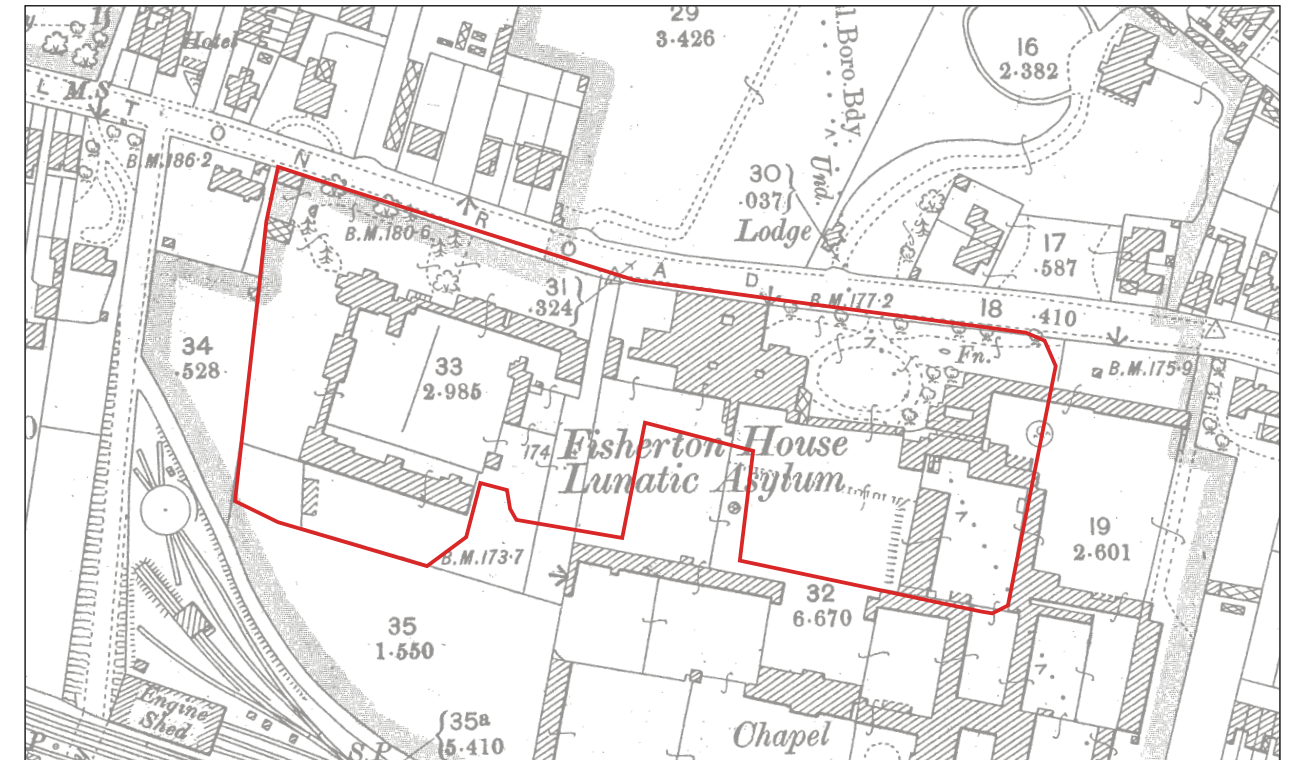 29
3·426
Hotel
16
2·382
M.S
L T O N R O A D
B.M.186·2
l.Boro.Bdy.
Und.
30
·037
Lodge
B.M.180·6
17
·587
31
·324
B.M.177·2
18
·410
Fn.
B.M.175·9
34
·528
33
2·985
174
Fisherton House
Lunatic Asylum
19
2·601
B.M.173·7
32
6·670
35
1·550
Engine
Shed
35a
5·410
S.P.
P.
Chapel